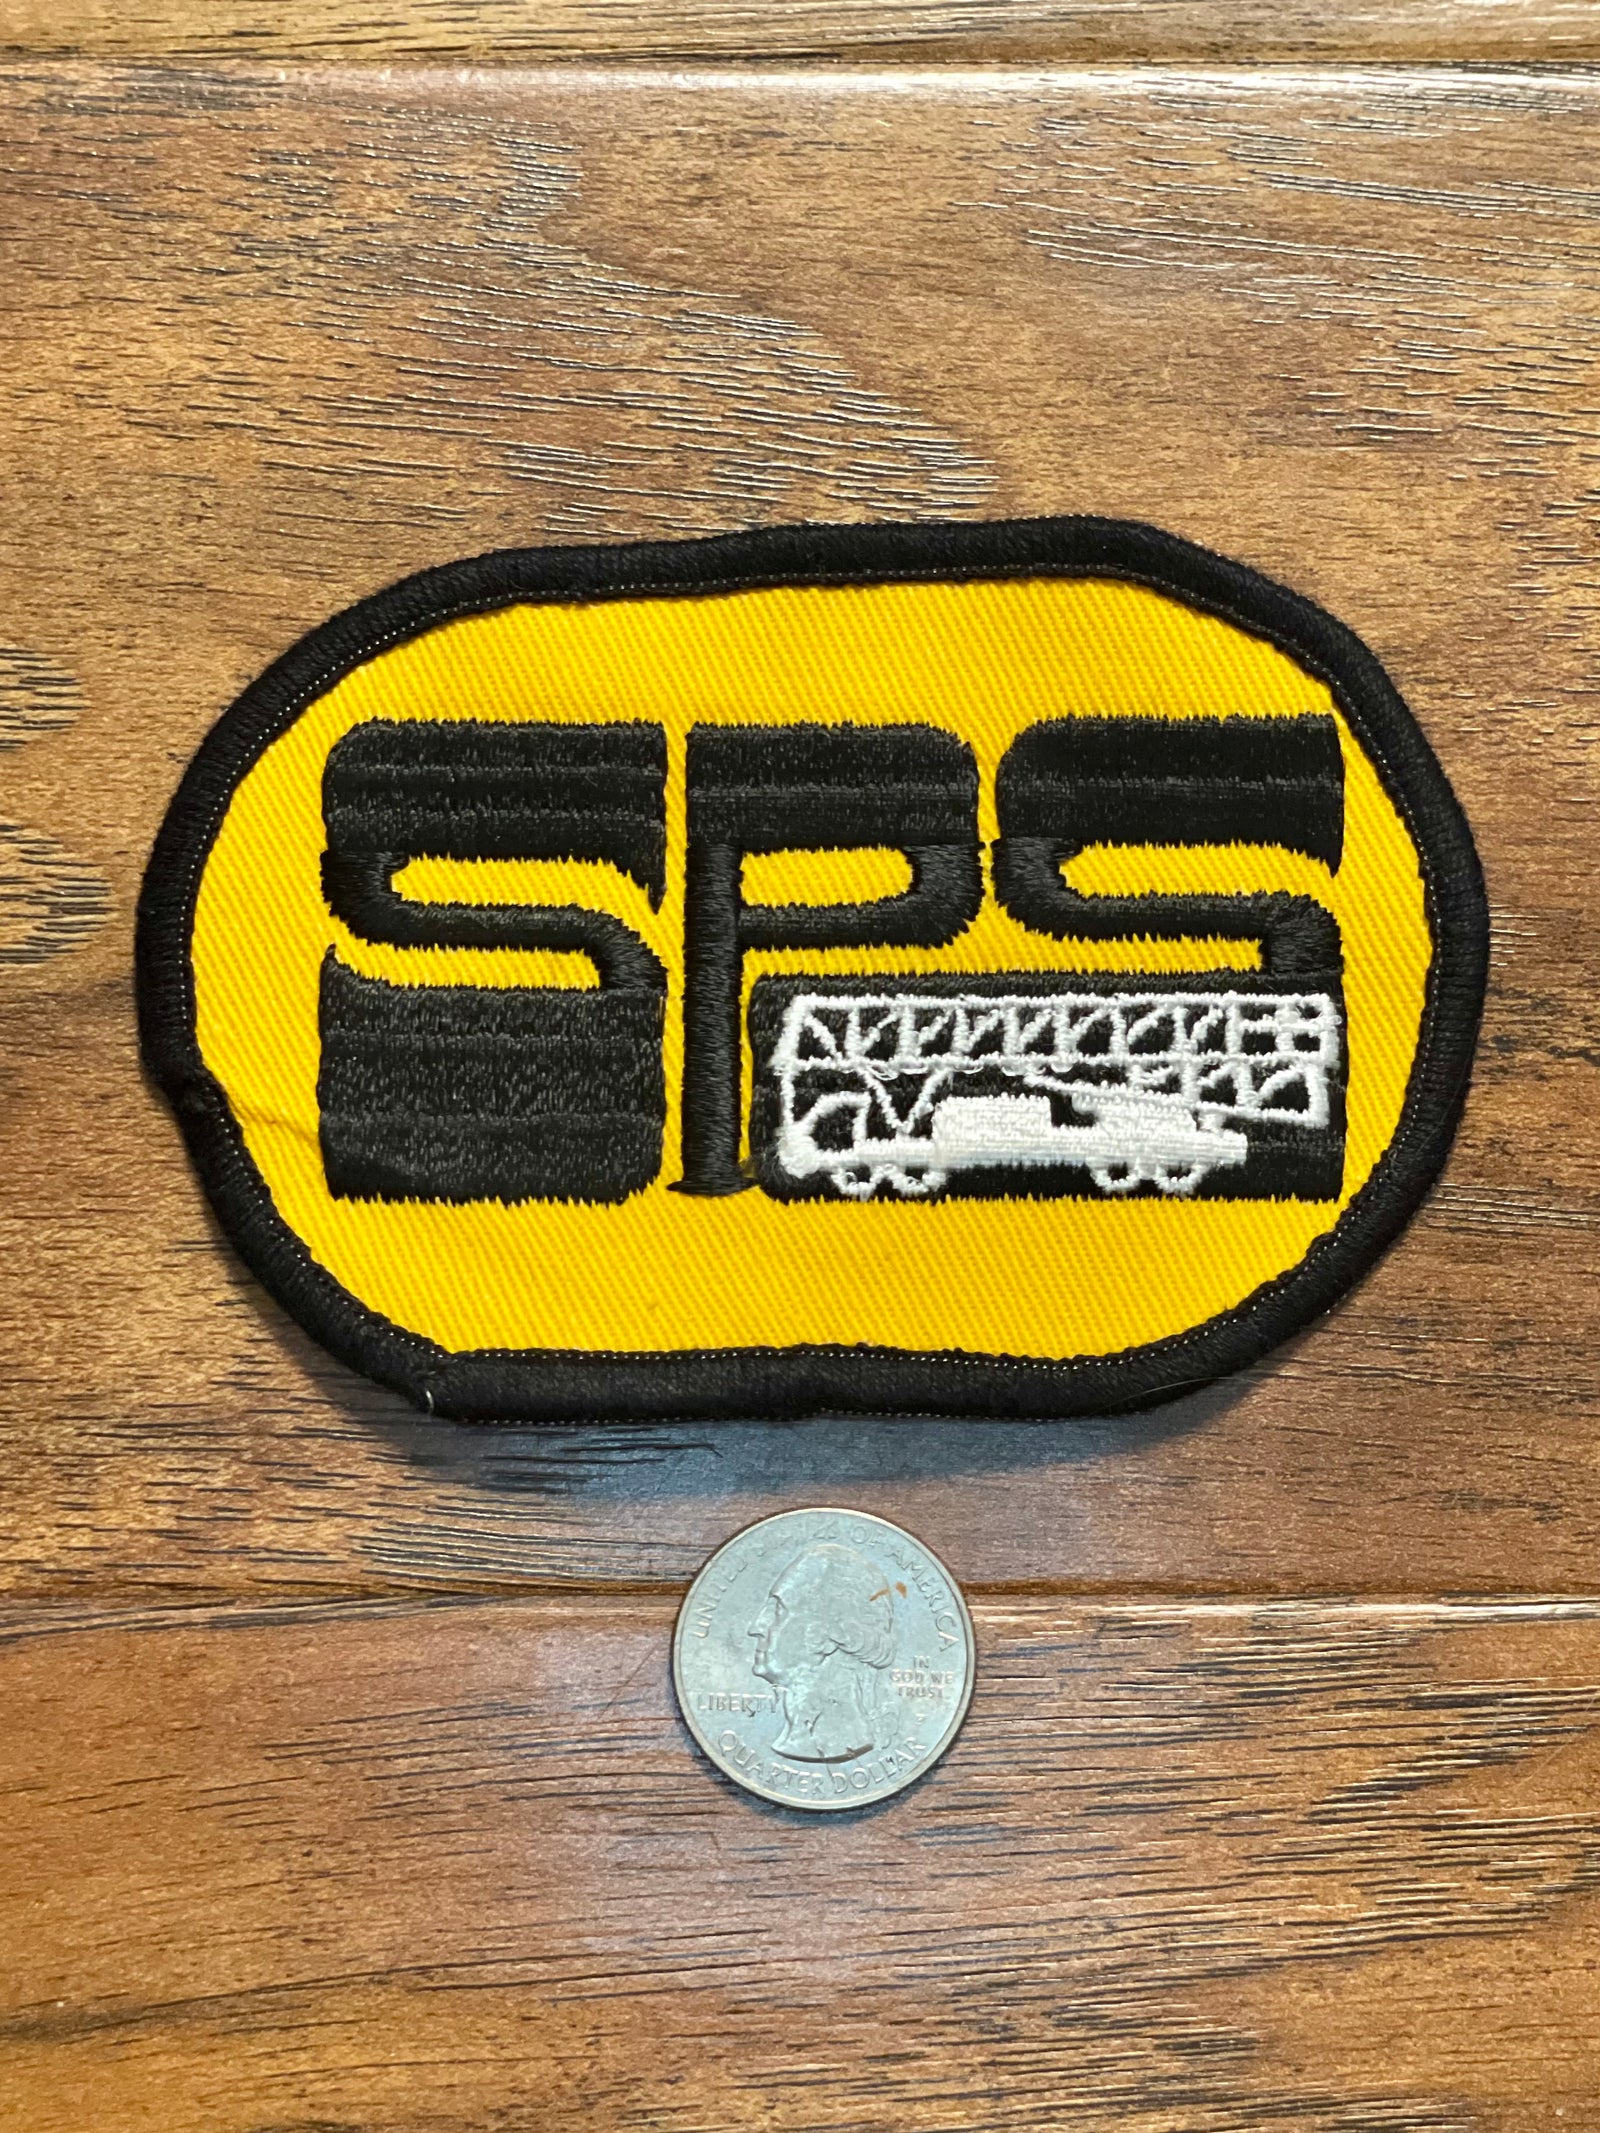 SPS
UNITED STATES OF AMERICA
LIBERTY
IN
GOD WE
TRUST
P
QUARTER DOLLAR